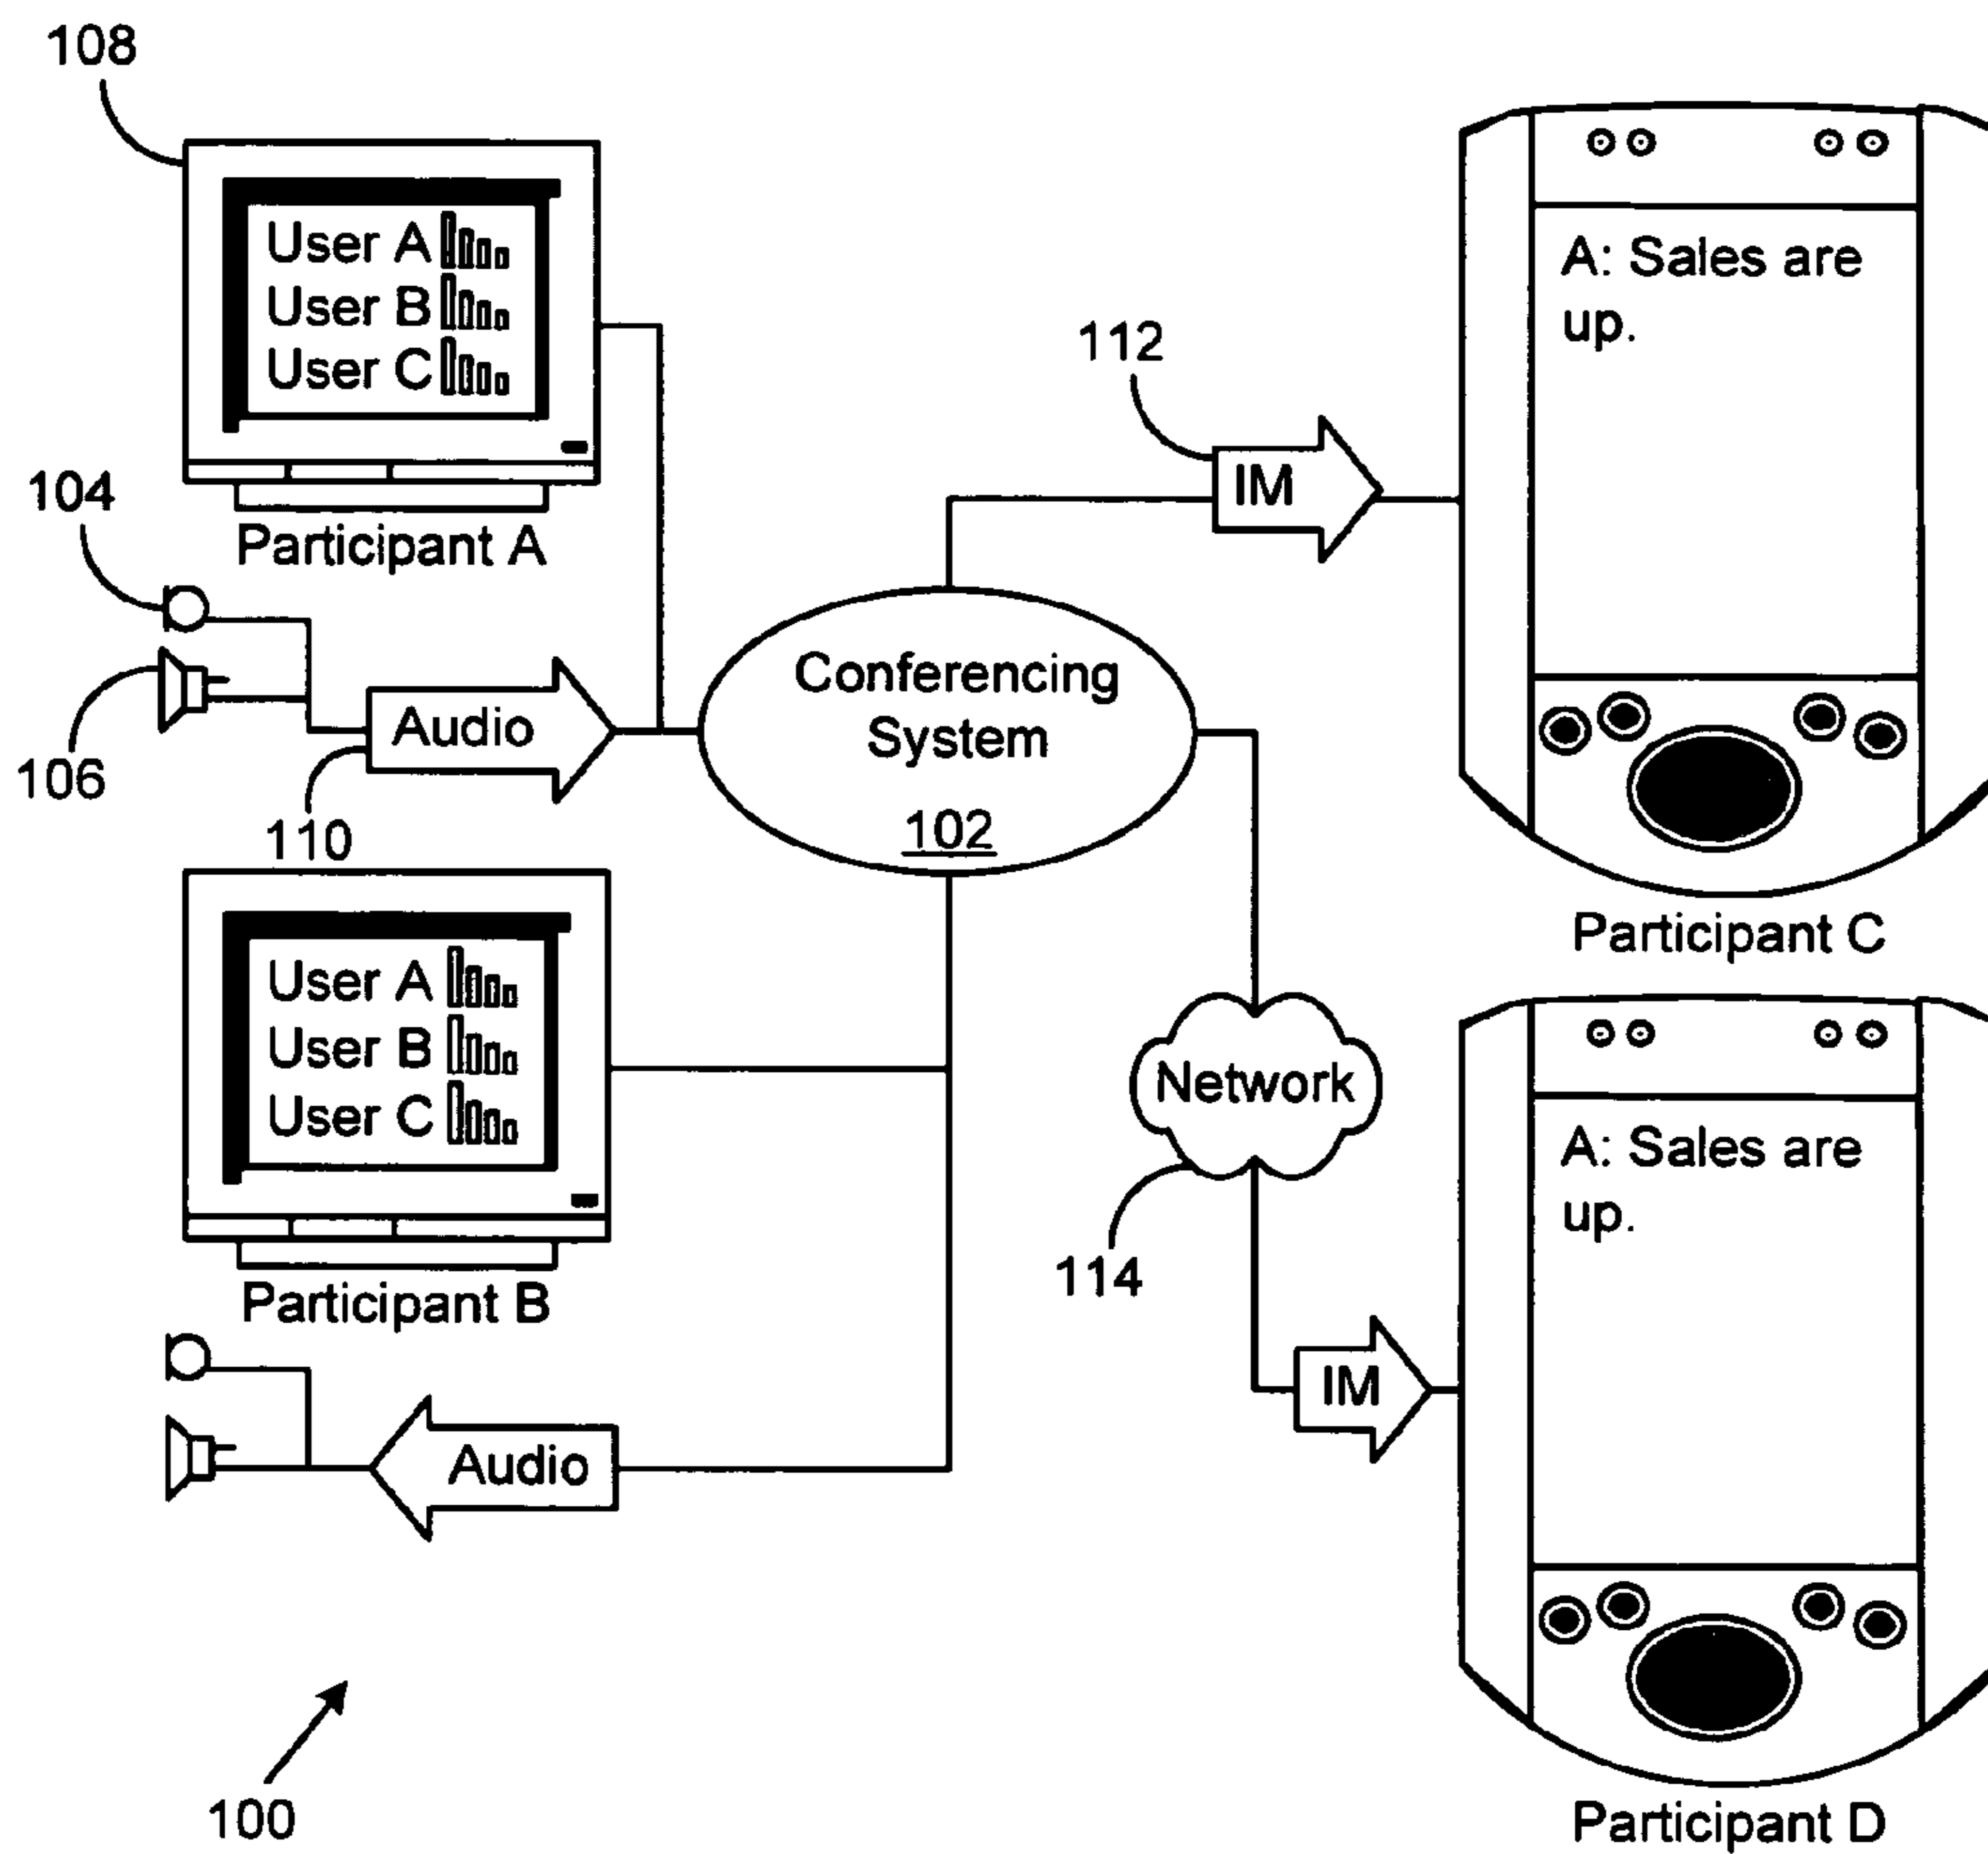 108
User A
User B
User C
104
Participant A
106
Audio
110
Conferencing
System
102
112
IM
A: Sales are
up.
Participant C
User A
User B
User C
Participant B
Audio
Network
114
IM
A: Sales are
up.
Participant D
100